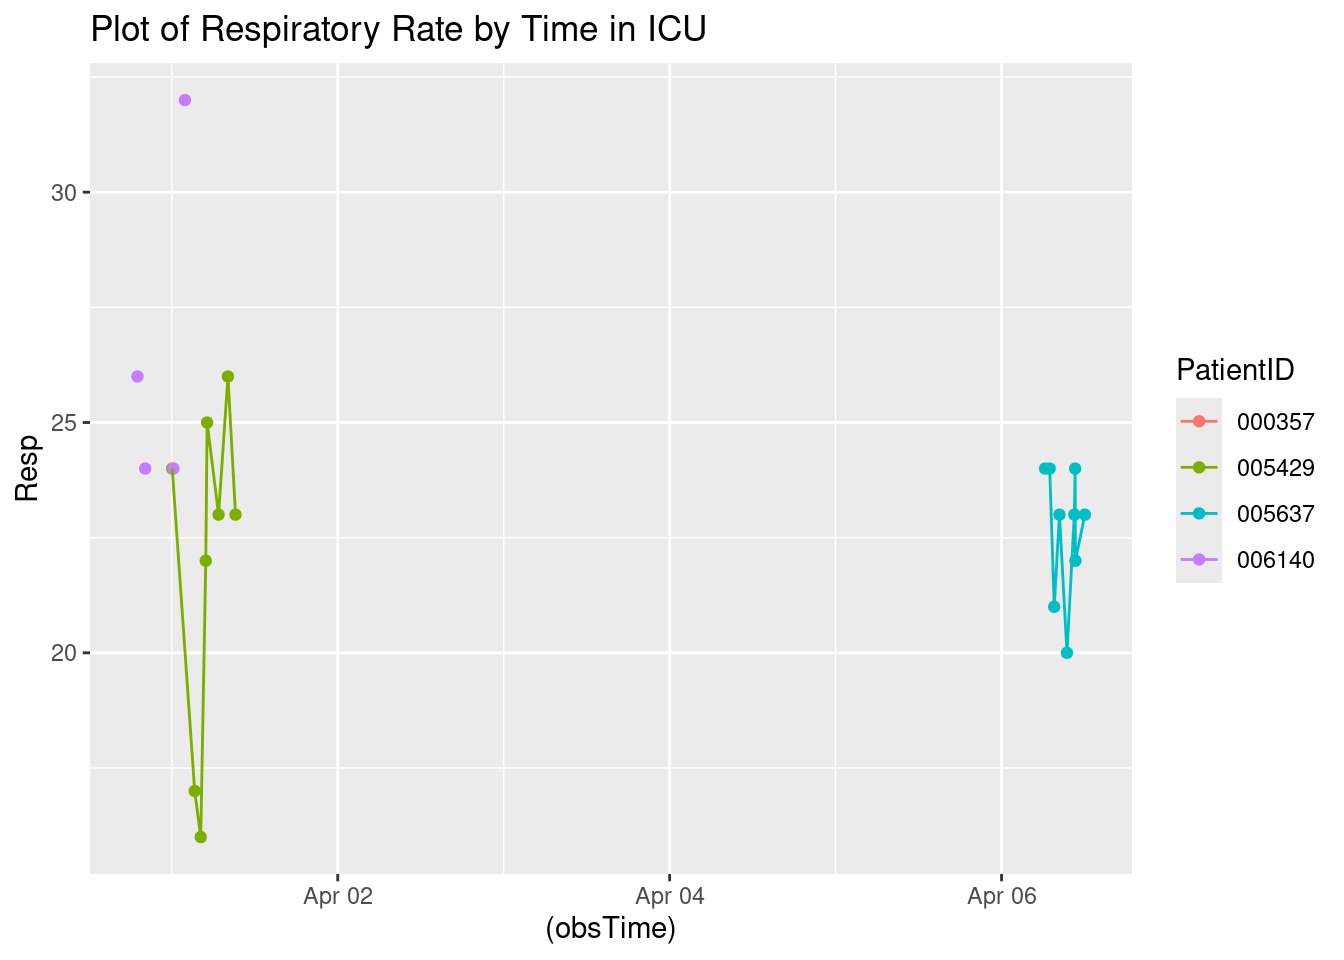 Plot of Respiratory Rate by Time in ICU
30
25
20
Resp
Apr 02
Apr 04
Apr 06
(obsTime)
PatientID
000357
005429
005637
006140